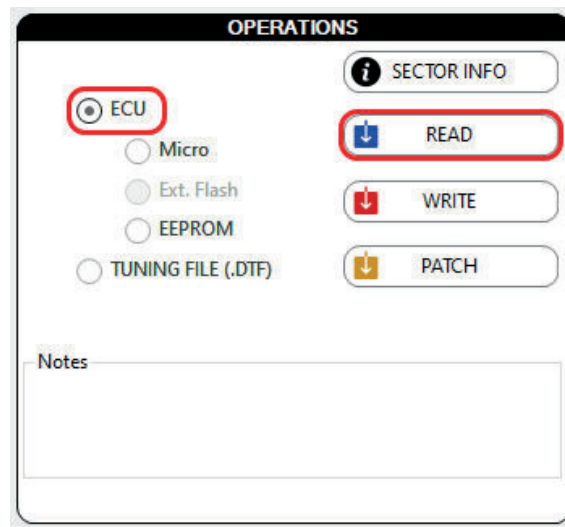 OPERATIONS
SECTOR INFO
ECU
READ
Micro
Ext. Flash
WRITE
EEPROM
TUNING FILE (.DTF)
PATCH
Notes